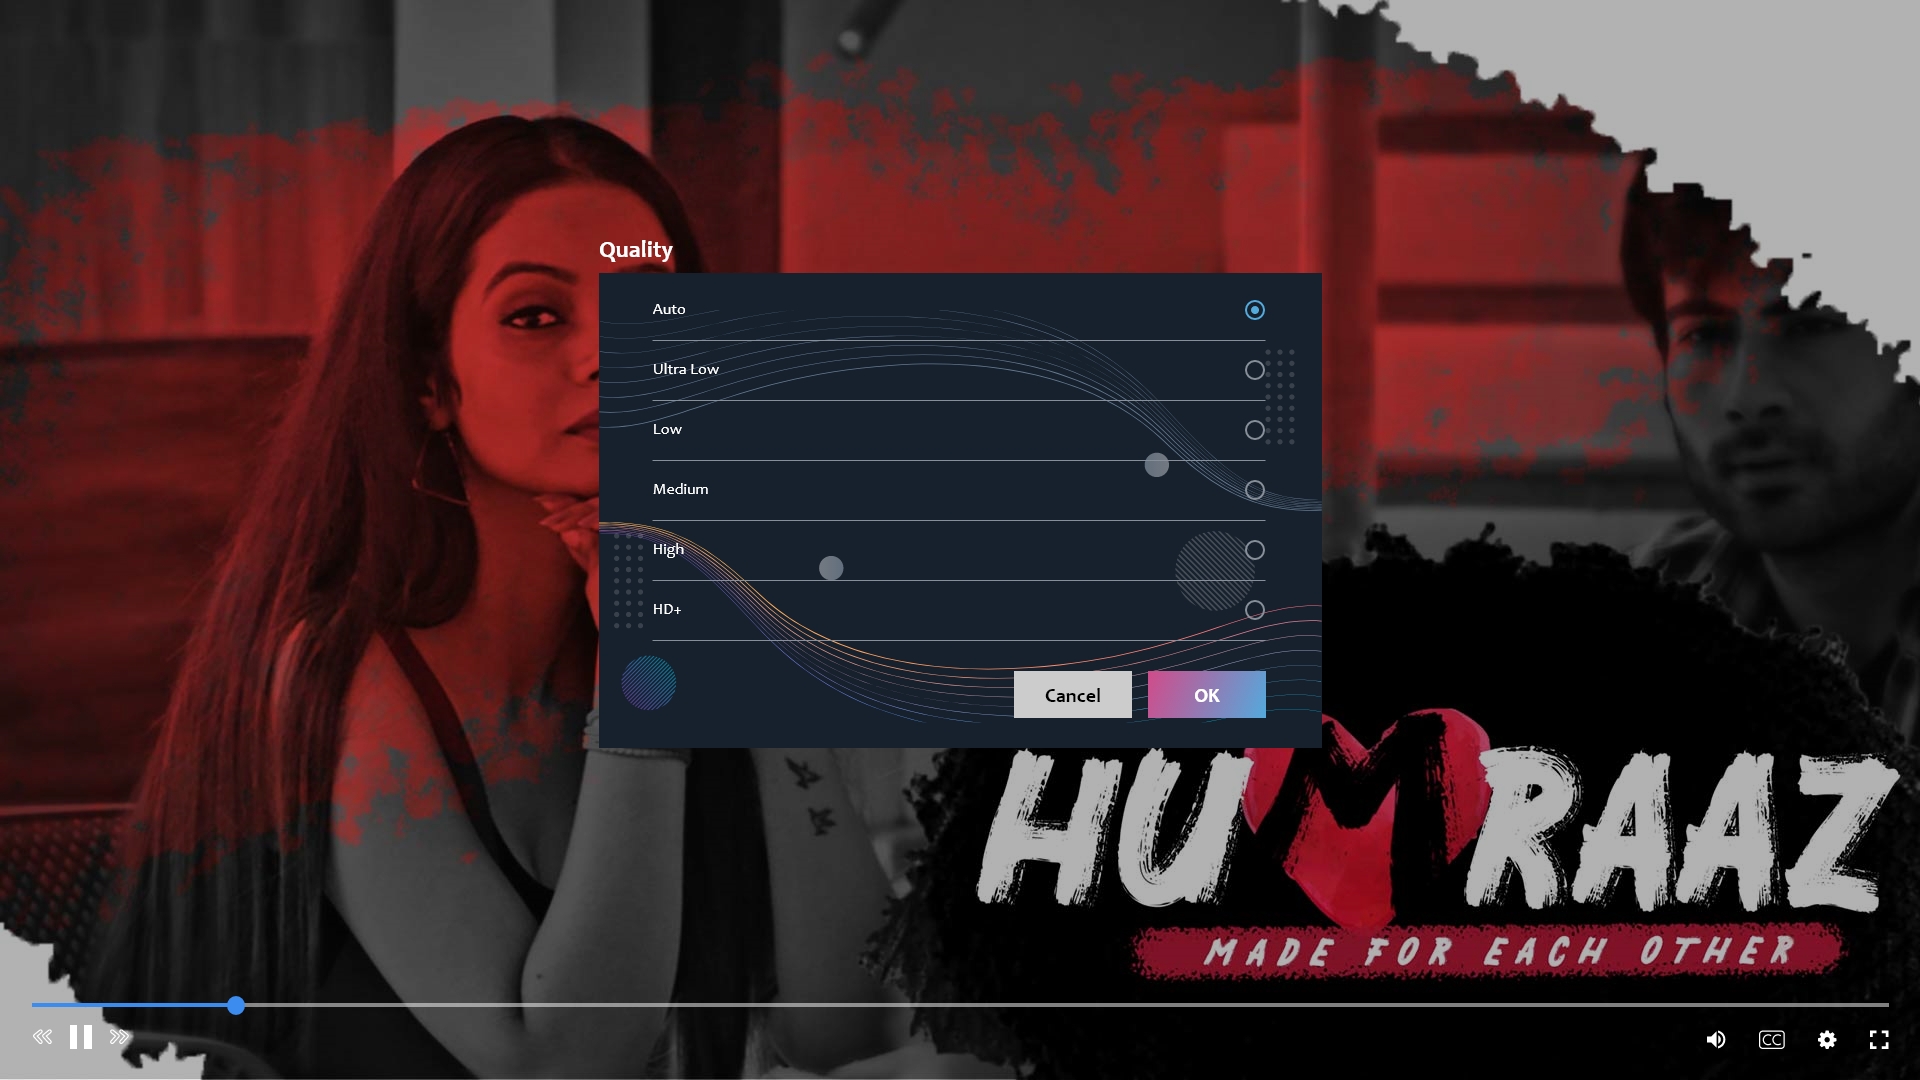 Quality
Auto
Ultra Low
Low
Medium
High
HD+
Cancel
OK
HUMRAAZ
MADE FOR EACH OTHER
CC